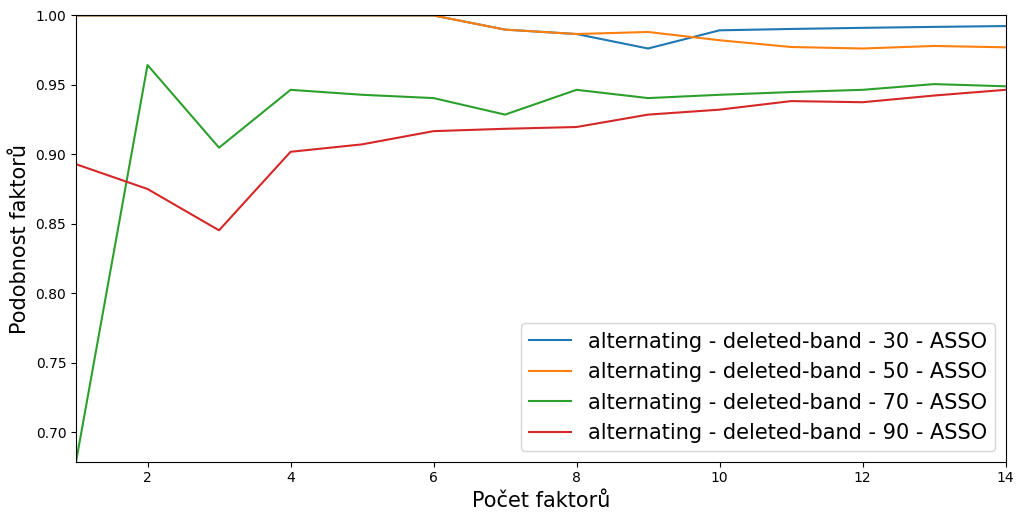 1.00
0.95
0.90
0.85
0.80
0.75
0.70
Podobnost faktorů
alternating - deleted-band - 30 - ASSO
alternating - deleted-band - 50 - ASSO
alternating - deleted-band - 70 - ASSO
alternating - deleted-band - 90 - ASSO
2 4 6 8 10 12 14
Počet faktorů